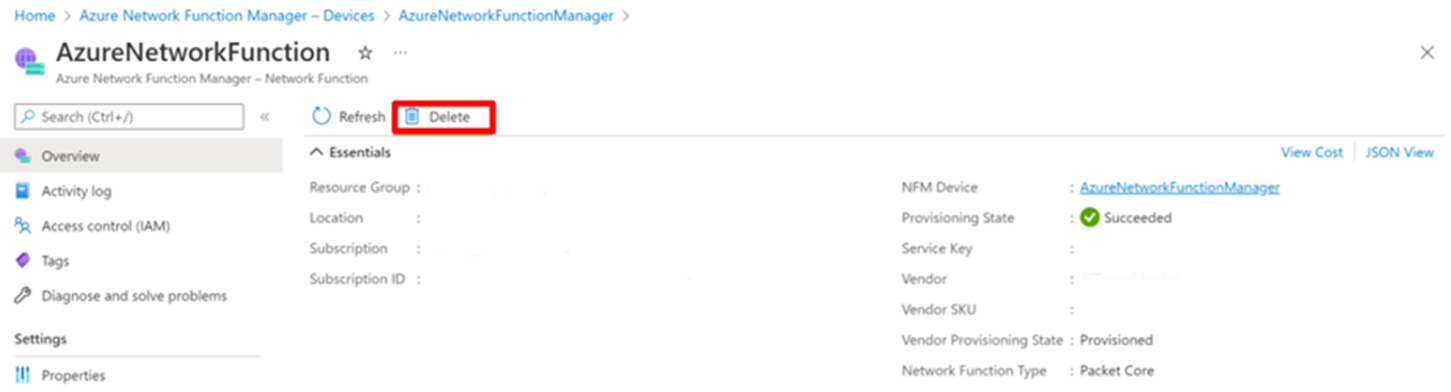 Home > Azure Network Function Manager – Devices > AzureNetworkFunctionManager >
AzureNetworkFunction ☆ ...
Azure Network Function Manager – Network Function
Search (Ctrl+/) «
Refresh Delete
Overview
Activity log
Access control (IAM)
Tags
Diagnose and solve problems
Settings
Properties
Essentials
View Cost JSON View
Resource Group :
Location :
Subscription :
Subscription ID :
NFM Device : AzureNetworkFunctionManager
Provisioning State : Succeeded
Service Key :
Vendor :
Vendor SKU :
Vendor Provisioning State : Provisioned
Network Function Type : Packet Core